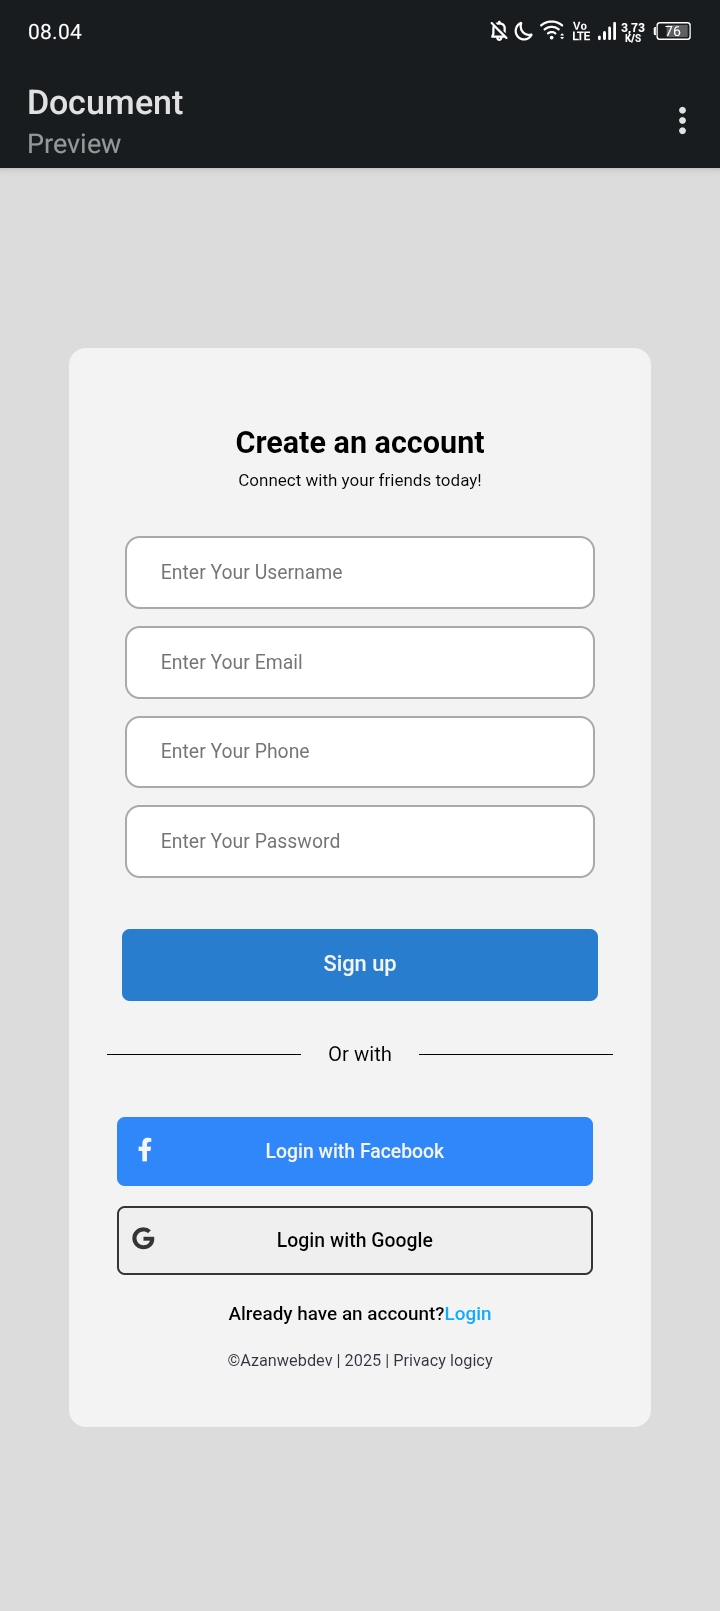 08.04
Vo LTE 3,73 K/S 76
Document
Preview
Create an account
Connect with your friends today!
Enter Your Username
Enter Your Email
Enter Your Phone
Enter Your Password
Sign up
Or with
Login with Facebook
Login with Google
Already have an account?Login
©Azanwebdev | 2025 | Privacy logicy